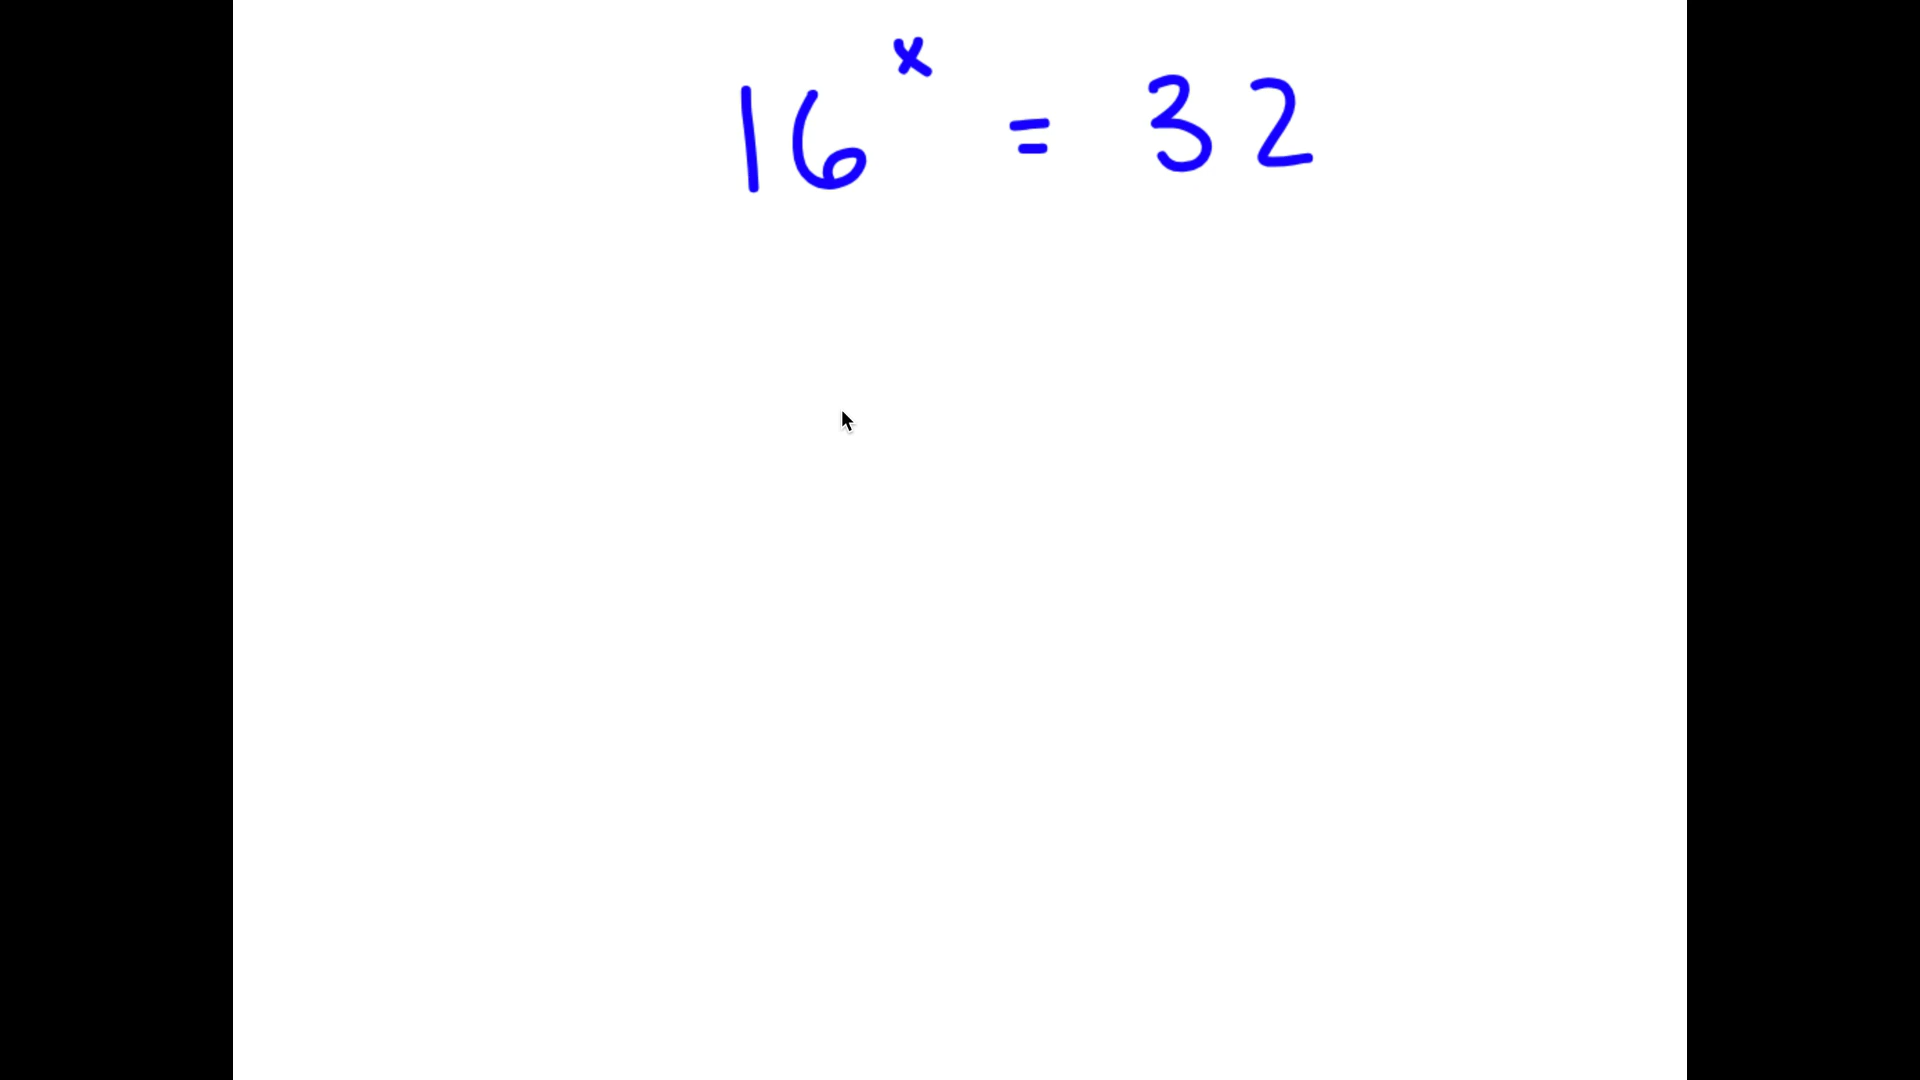 16^x = 32